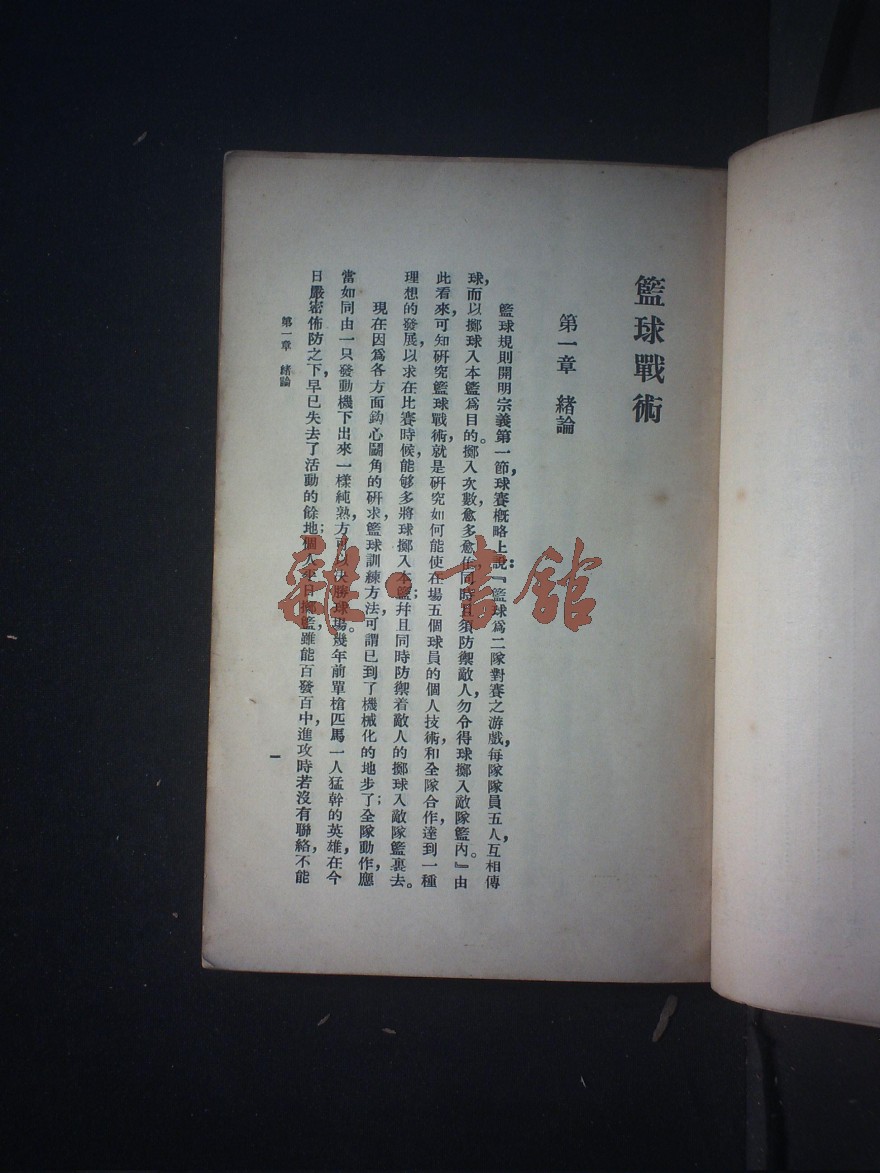 籃球戰術
第一章 緒論
籃球規則開明宗義第一節，球賽概略上說：『籃球爲二隊對賽之游戲，每隊隊員五人，互相傳
球，而以擲球入本籃爲目的。擲入次數愈多愈佳，同時且須防禦敵人，勿令得球擲入敵隊籃內。』由
此看來，可知研究籃球戰術，就是研究如何能使在場五個球員的個人技術，和全隊合作，達到一種
理想的發展，以求在比賽時候，能够多將球擲入本籃；幷且同時防禦着敵人的擲球入敵隊籃裏去。
現在因爲各方面鈎心鬭角的研求，籃球訓練方法，可謂已到了機械化的地步了；全隊動作，應
當如同由一只發動機下出來一樣純熟，方可以決勝球場。幾年前單槍匹馬一人猛幹的英雄，在今
日嚴密佈防之下，早已失去了活動的餘地；個人平日擲籃，雖能百發百中，進攻時若沒有聯絡，不能
第一章 緒論
一
雜·書館